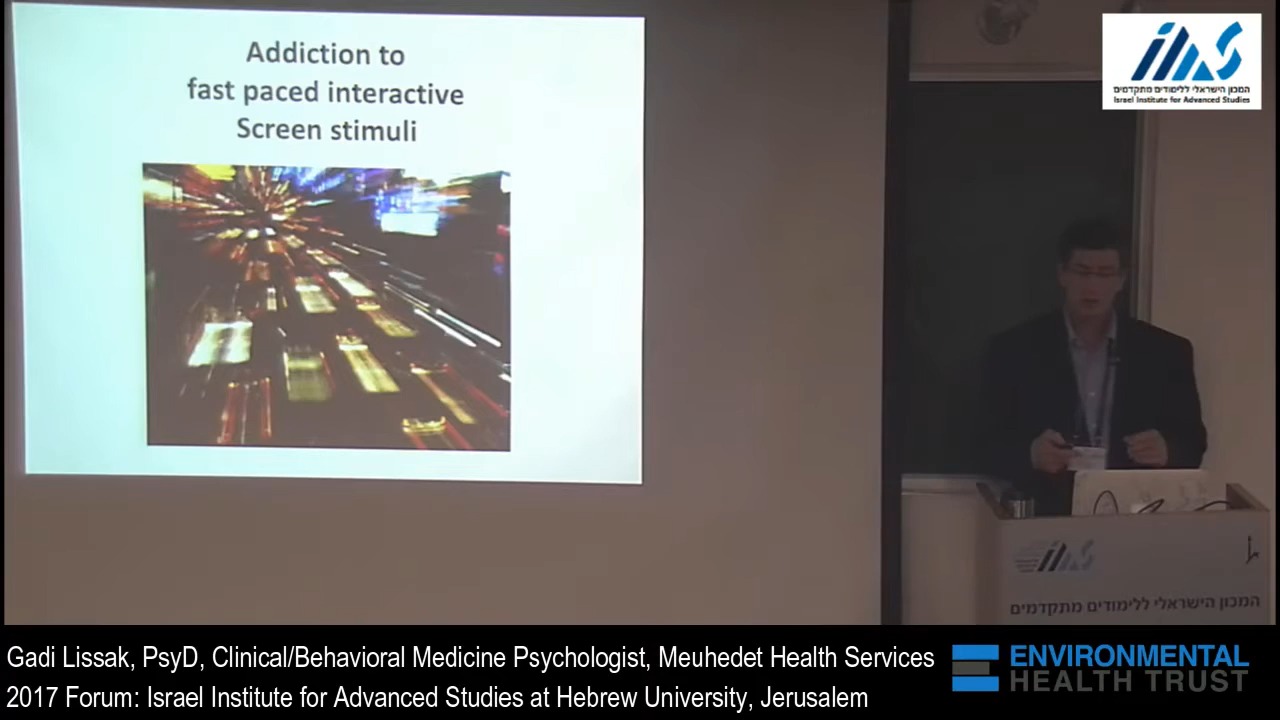 Addiction to
fast paced interactive
Screen stimuli
ias
המכון הישראלי ללימודים מתקדמים
Israel Institute for Advanced Studies
ias
המכון הישראלי ללימודים מתקדמים
Gadi Lissak, PsyD, Clinical/Behavioral Medicine Psychologist, Meuhedet Health Services
2017 Forum: Israel Institute for Advanced Studies at Hebrew University, Jerusalem
ENVIRONMENTAL
HEALTH TRUST